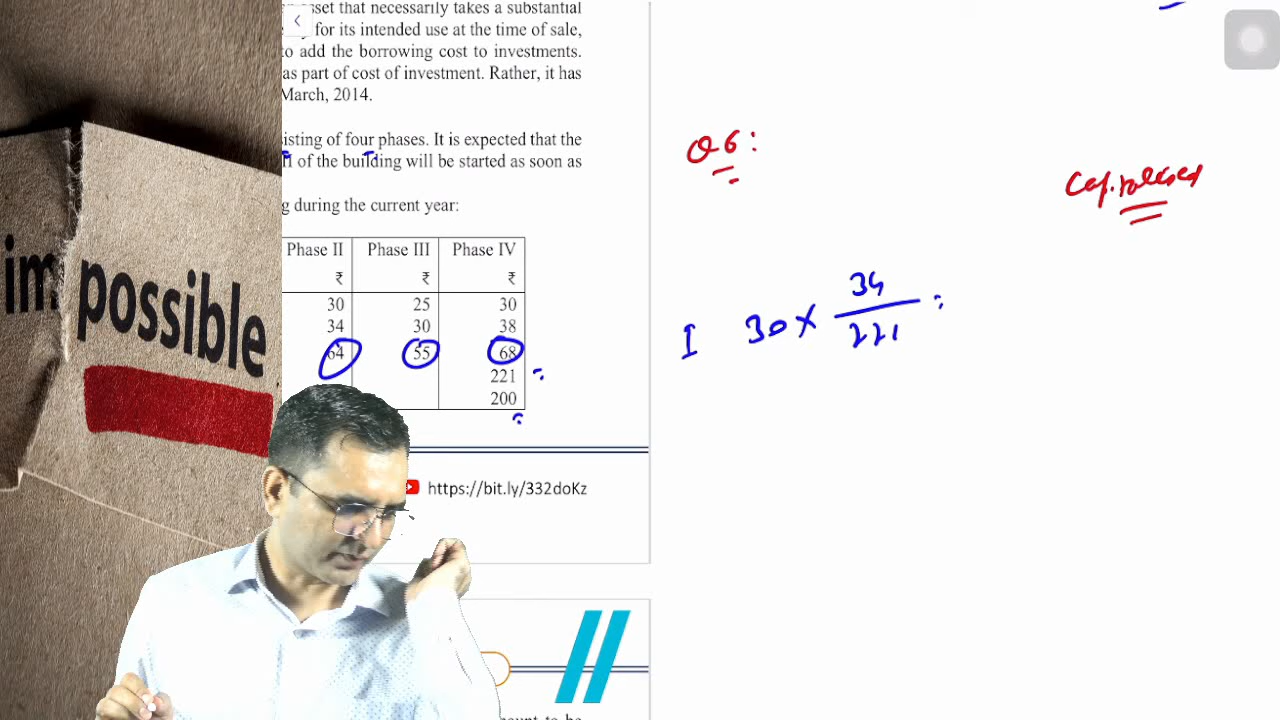 impossible
sset that necessarily takes a substantial
for its intended use at the time of sale,
to add the borrowing cost to investments.
as part of cost of investment. Rather, it has
March, 2014.
isting of four phases. It is expected that the
of the building will be started as soon as
g during the current year:
Phase II Phase III Phase IV
₹ ₹ ₹
30 25 30
34 30 38
64 55 68
221
200
https://bit.ly/332doKz
Q6:
Capitalised
I 30 × 34/221 =